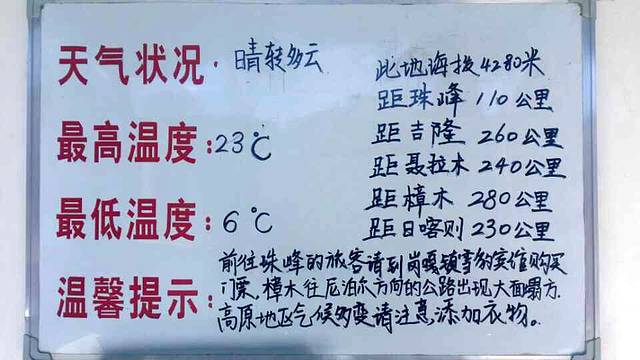 天气状况: 晴转多云
最高温度: 23℃
最低温度: 6℃
此地海拔4280米
距珠峰 110公里
距吉隆 260公里
距聂拉木 240公里
距樟木 280公里
距日喀则 230公里
温馨提示:
前往珠峰的旅客请到岗嘎镇雪豹宾馆购买
门票,樟木往尼泊尔方向的公路出现大面塌方.
高原地区气候多变请注意添加衣物。